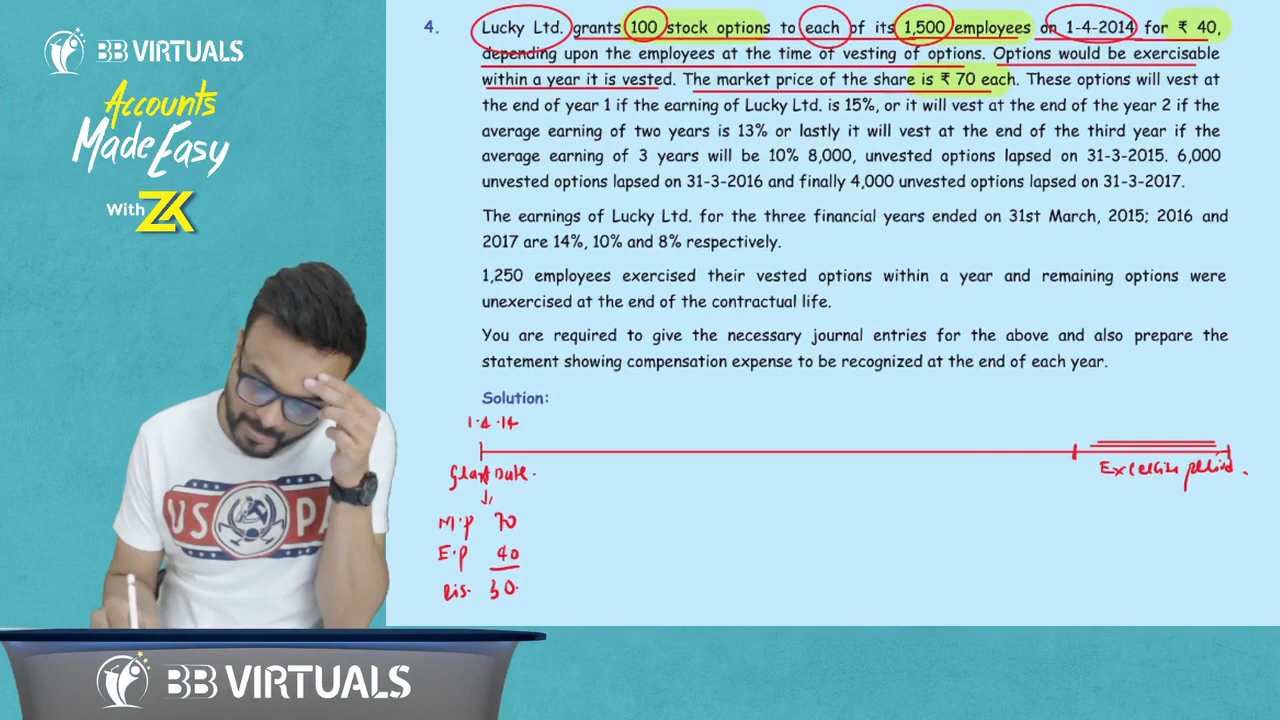 BB VIRTUALS
Accounts
Made Easy
With ZK
4. Lucky Ltd. grants 100 stock options to each of its 1,500 employees on 1-4-2014 for ₹ 40,
depending upon the employees at the time of vesting of options. Options would be exercisable
within a year it is vested. The market price of the share is ₹ 70 each. These options will vest at
the end of year 1 if the earning of Lucky Ltd. is 15%, or it will vest at the end of the year 2 if the
average earning of two years is 13% or lastly it will vest at the end of the third year if the
average earning of 3 years will be 10% 8,000, unvested options lapsed on 31-3-2015. 6,000
unvested options lapsed on 31-3-2016 and finally 4,000 unvested options lapsed on 31-3-2017.
The earnings of Lucky Ltd. for the three financial years ended on 31st March, 2015; 2016 and
2017 are 14%, 10% and 8% respectively.
1,250 employees exercised their vested options within a year and remaining options were
unexercised at the end of the contractual life.
You are required to give the necessary journal entries for the above and also prepare the
statement showing compensation expense to be recognized at the end of each year.
Solution:
1.4.14
Grant Date.
Exercise period.
M.p 70
E.p 40
Dis. 30.
US PA
BB VIRTUALS